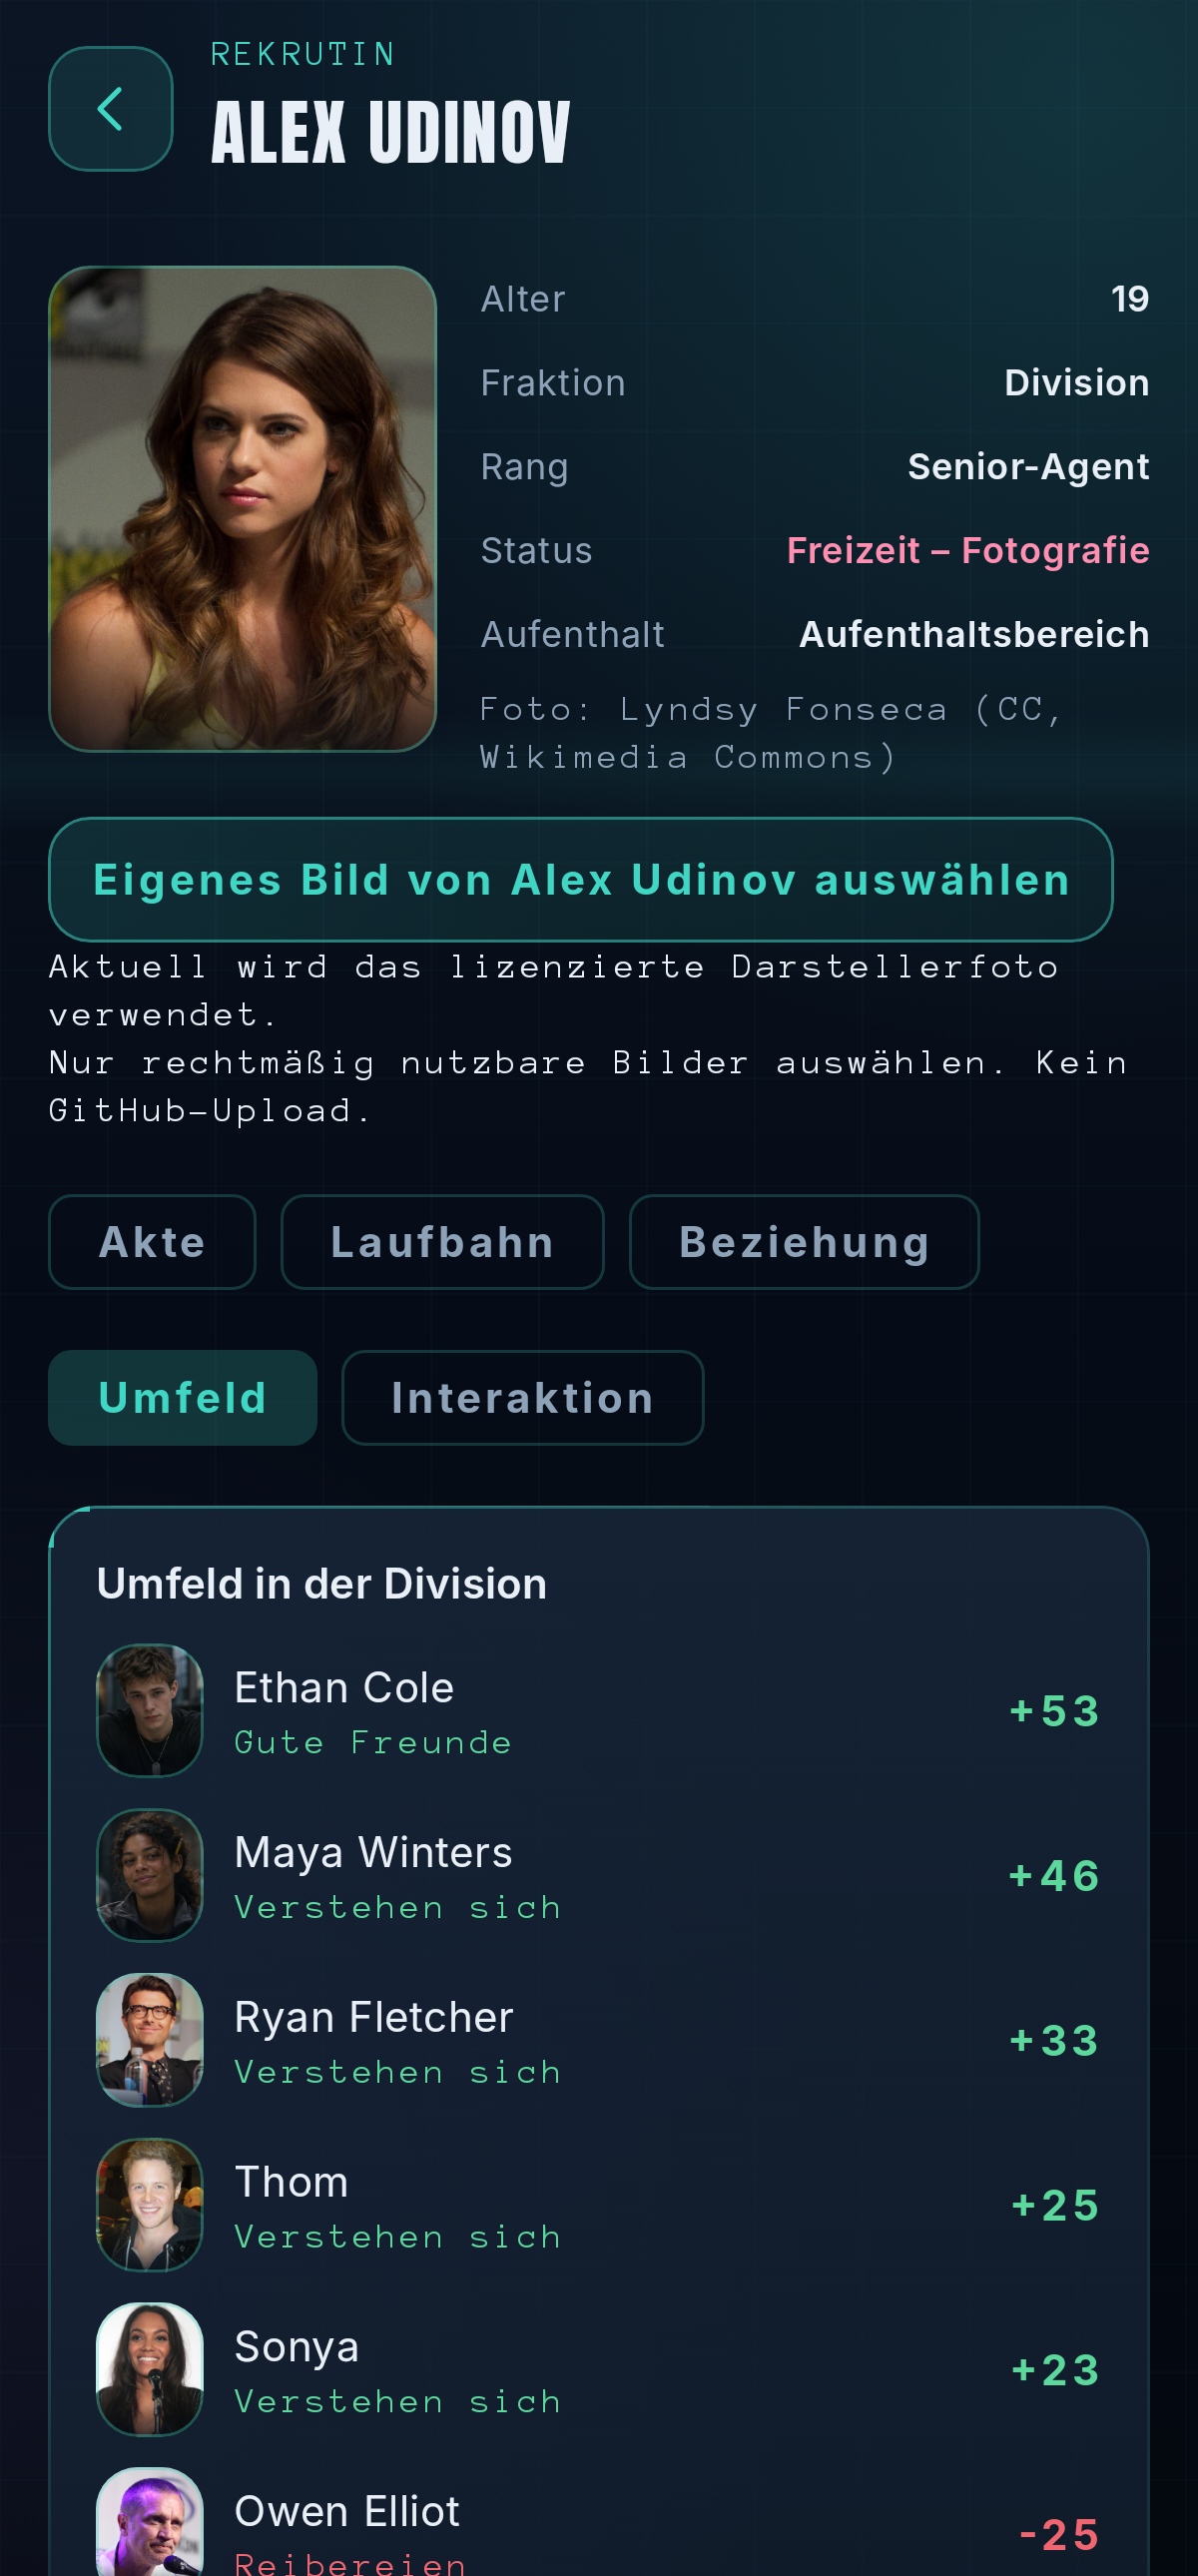 REKRUTIN
ALEX UDINOV
Alter 19
Fraktion Division
Rang Senior-Agent
Status Freizeit – Fotografie
Aufenthalt Aufenthaltsbereich
Foto: Lyndsy Fonseca (CC,
Wikimedia Commons)
Eigenes Bild von Alex Udinov auswählen
Aktuell wird das lizenzierte Darstellerfoto
verwendet.
Nur rechtmäßig nutzbare Bilder auswählen. Kein
GitHub-Upload.
Akte Laufbahn Beziehung
Umfeld Interaktion
Umfeld in der Division
Ethan Cole
Gute Freunde +53
Maya Winters
Verstehen sich +46
Ryan Fletcher
Verstehen sich +33
Thom
Verstehen sich +25
Sonya
Verstehen sich +23
Owen Elliot
Reibereien -25